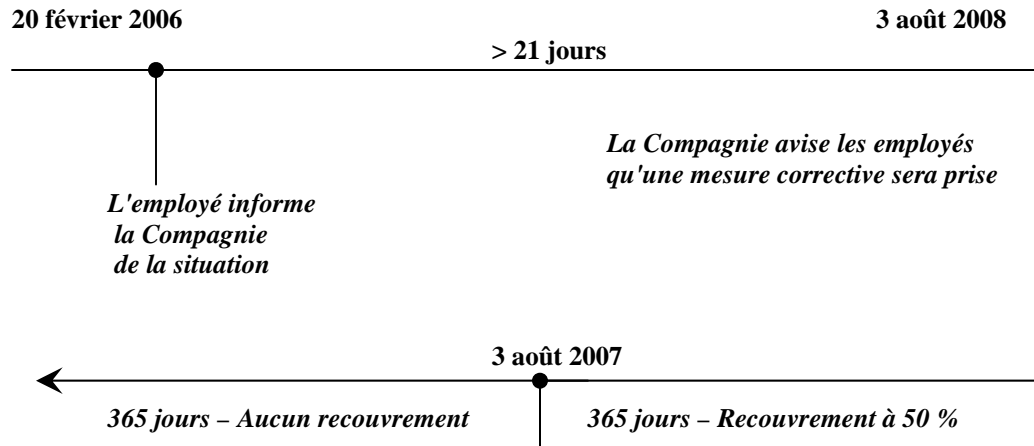 20 février 2006 3 août 2008
> 21 jours
La Compagnie avise les employés
qu'une mesure corrective sera prise
L'employé informe
la Compagnie
de la situation
3 août 2007
365 jours – Aucun recouvrement 365 jours – Recouvrement à 50 %